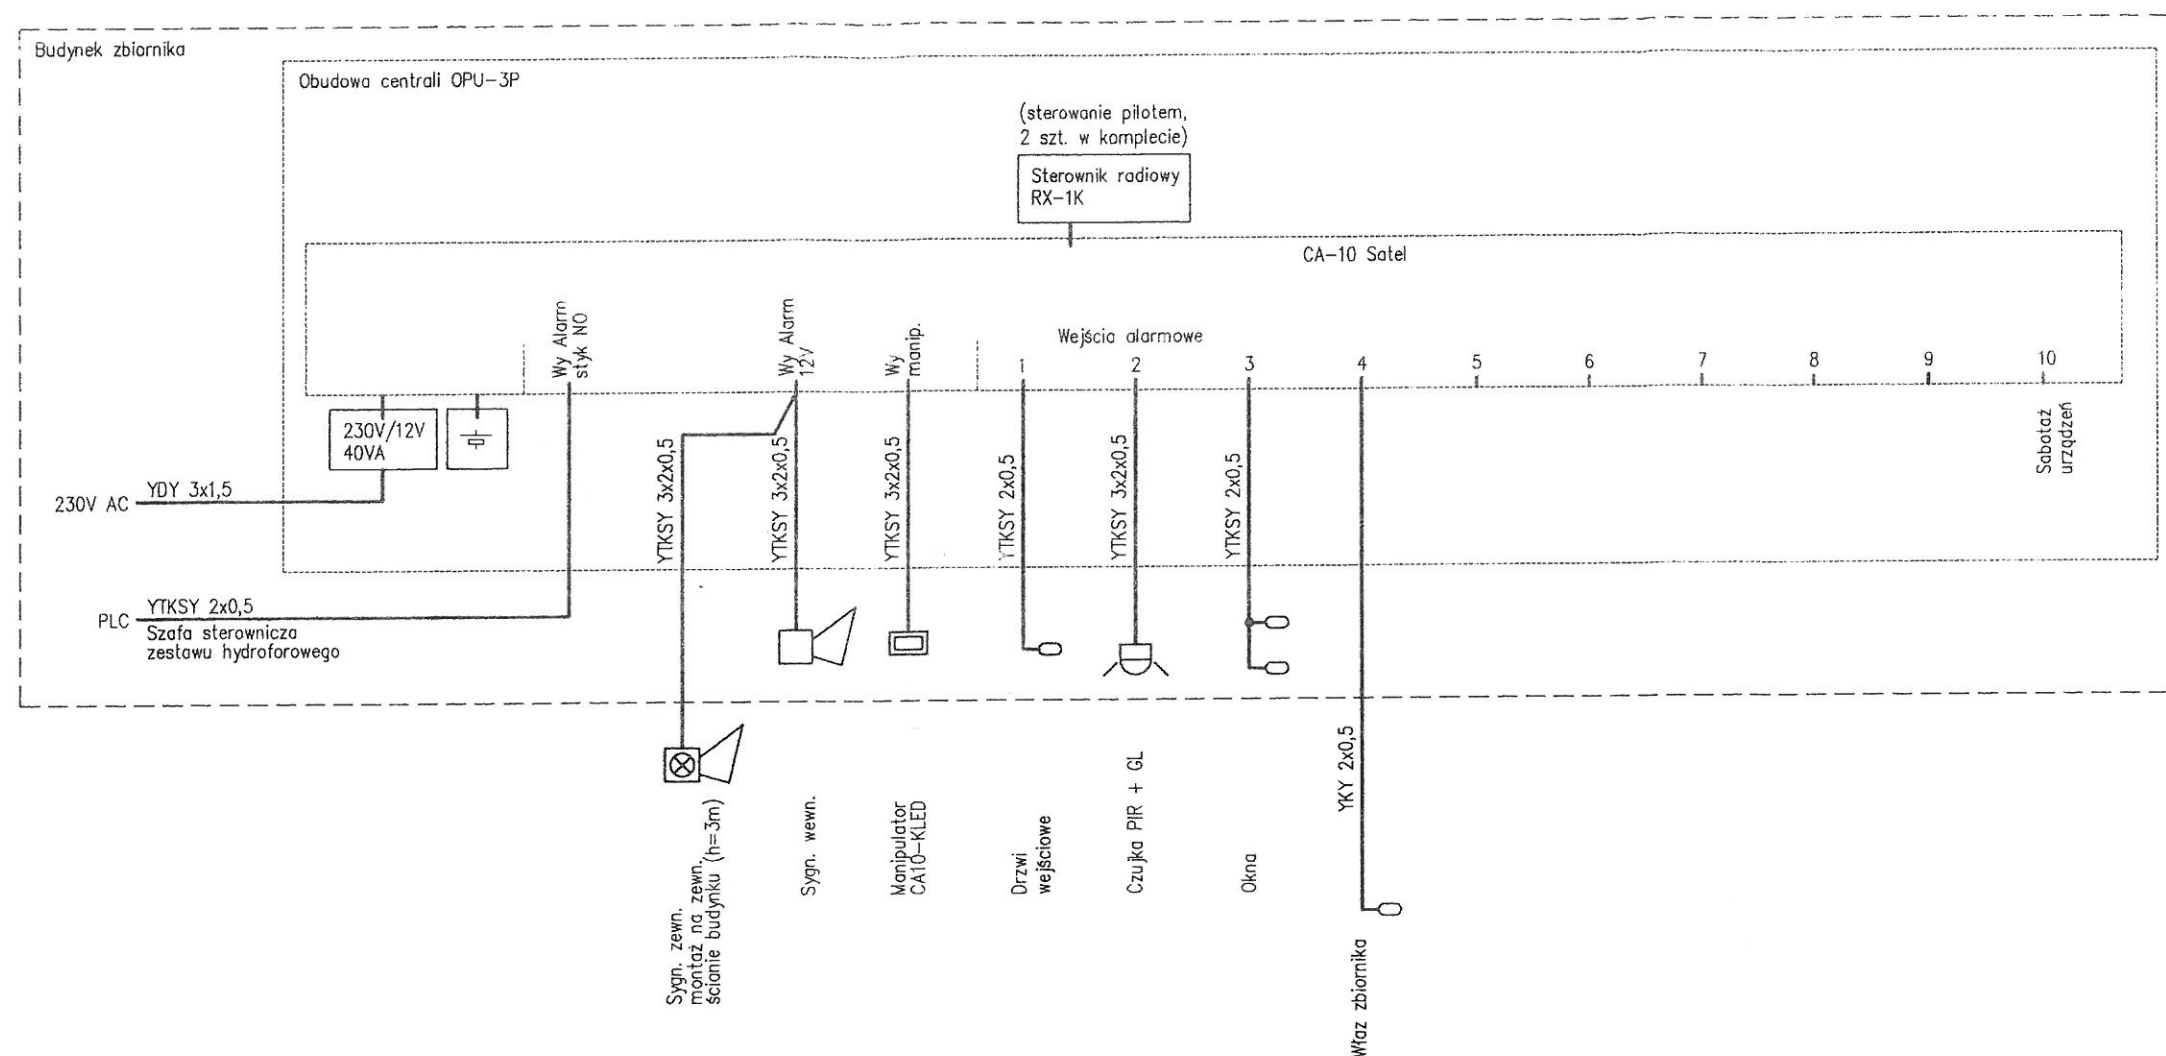 Budynek zbiornika
Obudowa centrali OPU-3P
(sterowanie pilotem,
2 szt. w komplecie)
Sterownik radiowy
RX-1K
CA-10 Satel
Wy Alarm
styk NO
Wy Alarm
12V
Wy
manip.
Wejścia alarmowe
1
2
3
4
5
6
7
8
9
10
230V/12V
40VA
Sabotaż
urządzeń
230V AC
YDY 3x1,5
YTKSY 3x2x0,5
YTKSY 3x2x0,5
YTKSY 3x2x0,5
YTKSY 2x0,5
YTKSY 3x2x0,5
YTKSY 2x0,5
PLC
YTKSY 2x0,5
Szafa sterownicza
zestawu hydroforowego
YKY 2x0,5
Sygn. zewn.
montaż na zewn.
ścianie budynku (h=3m)
Sygn. wewn.
Manipulator
CA10-KLED
Drzwi
wejściowe
Czujka PIR + GL
Okna
Właz zbiornika